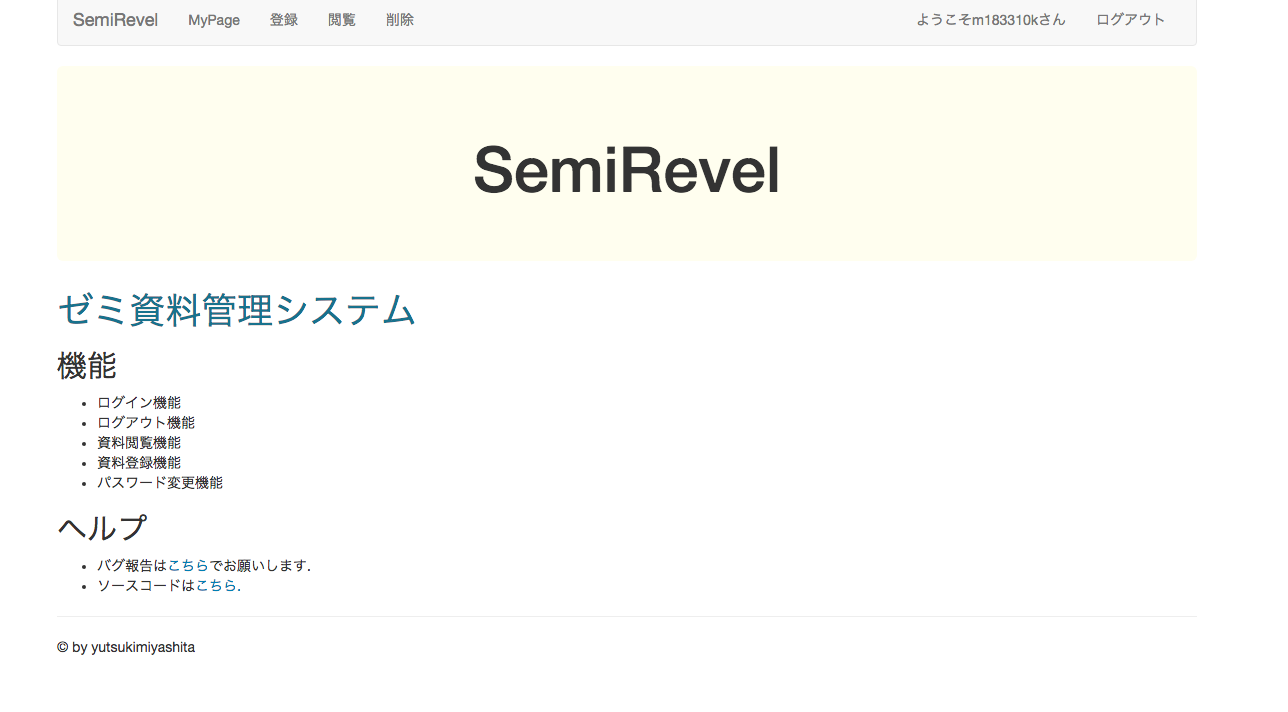 SemiRevel MyPage 登録 閲覧 削除 ようこそm183310kさん ログアウト
SemiRevel
ゼミ資料管理システム
機能
ログイン機能
ログアウト機能
資料閲覧機能
資料登録機能
パスワード変更機能
ヘルプ
バグ報告はこちらでお願いします.
ソースコードはこちら.
© by yutsukimiyashita